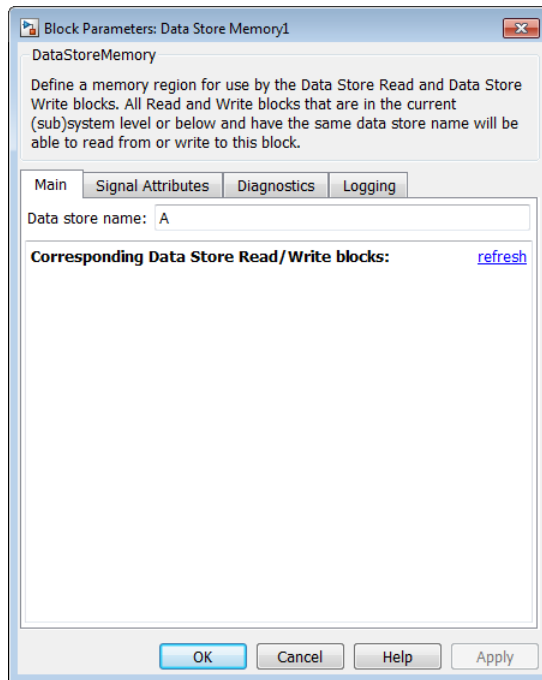 Block Parameters: Data Store Memory1
DataStoreMemory
Define a memory region for use by the Data Store Read and Data Store
Write blocks. All Read and Write blocks that are in the current
(sub)system level or below and have the same data store name will be
able to read from or write to this block.
Main Signal Attributes Diagnostics Logging
Data store name: A
Corresponding Data Store Read/Write blocks: refresh
OK Cancel Help Apply